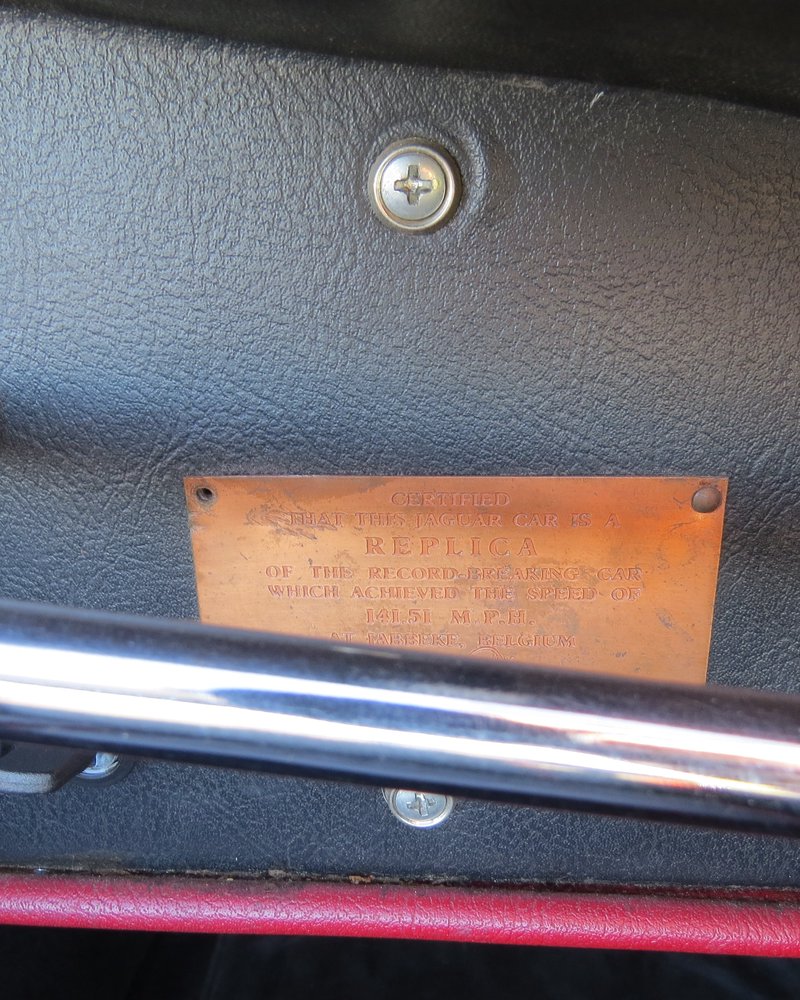 CERTIFIED
THAT THIS JAGUAR CAR IS A
REPLICA
OF THE RECORD-BREAKING CAR
WHICH ACHIEVED THE SPEED OF
141.51 M.P.H.
AT JABBEKE, BELGIUM